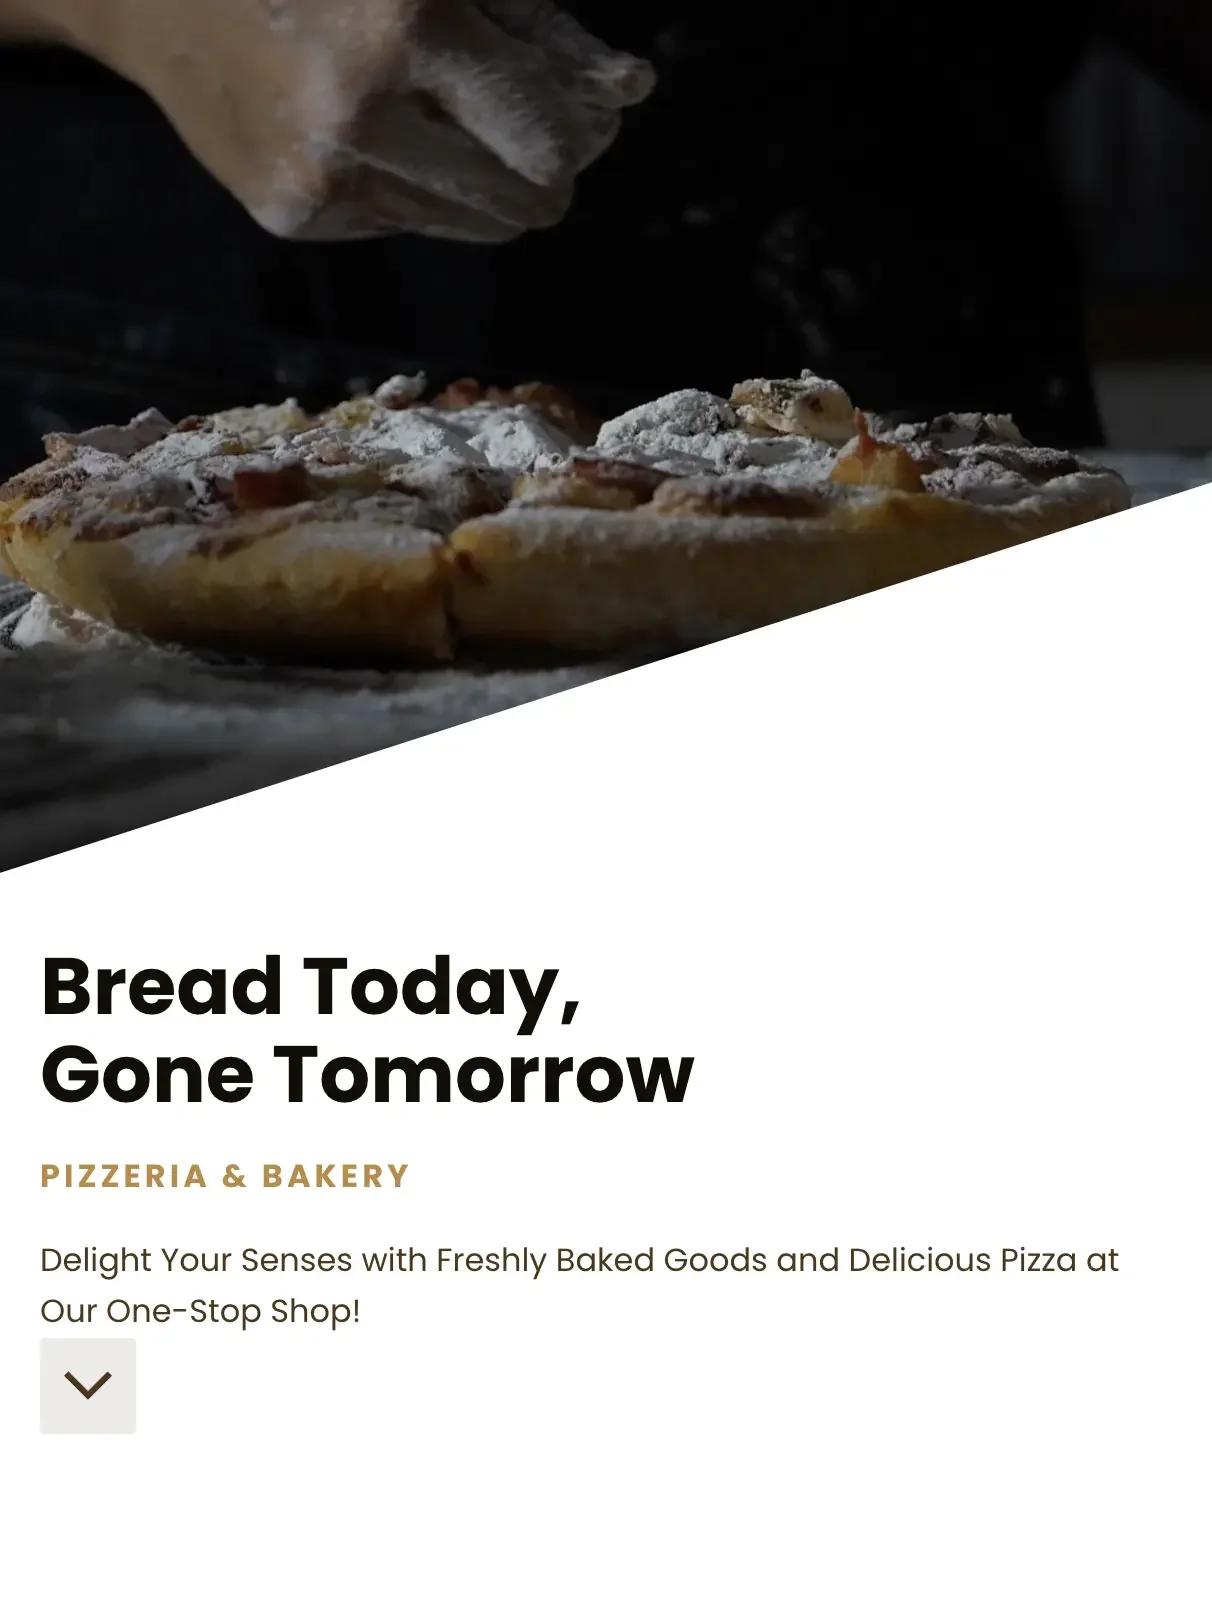 Bread Today,
Gone Tomorrow
PIZZERIA & BAKERY
Delight Your Senses with Freshly Baked Goods and Delicious Pizza at
Our One-Stop Shop!